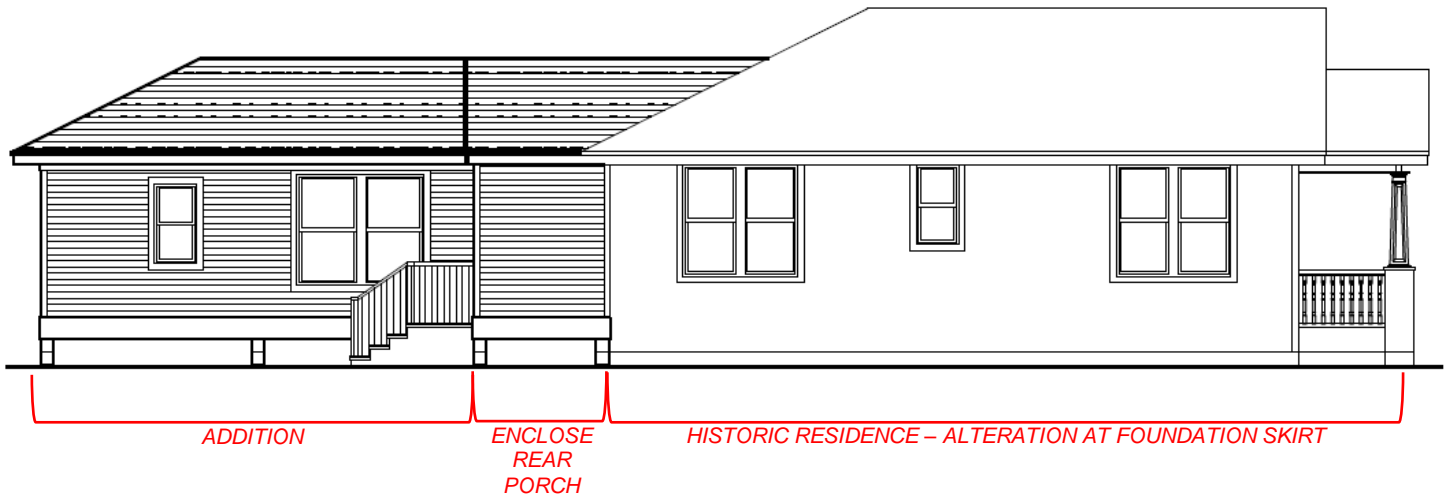 ADDITION
ENCLOSE
REAR
PORCH
HISTORIC RESIDENCE – ALTERATION AT FOUNDATION SKIRT